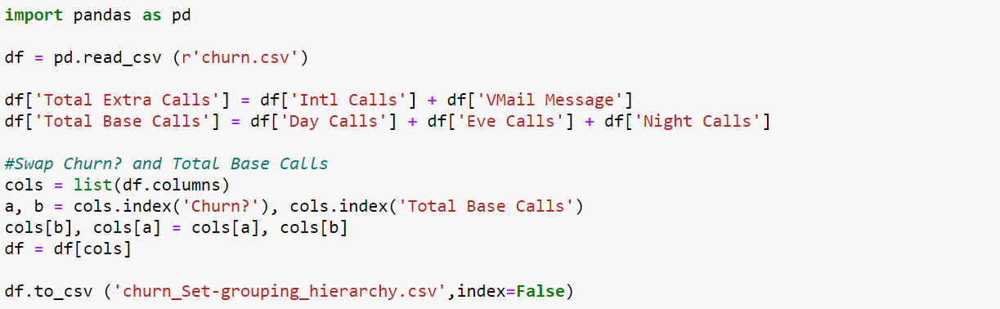 import pandas as pd
df = pd.read_csv (r'churn.csv')
df['Total Extra Calls'] = df['Intl Calls'] + df['VMail Message']
df['Total Base Calls'] = df['Day Calls'] + df['Eve Calls'] + df['Night Calls']
#Swap Churn? and Total Base Calls
cols = list(df.columns)
a, b = cols.index('Churn?'), cols.index('Total Base Calls')
cols[b], cols[a] = cols[a], cols[b]
df = df[cols]
df.to_csv ('churn_Set-grouping_hierarchy.csv',index=False)